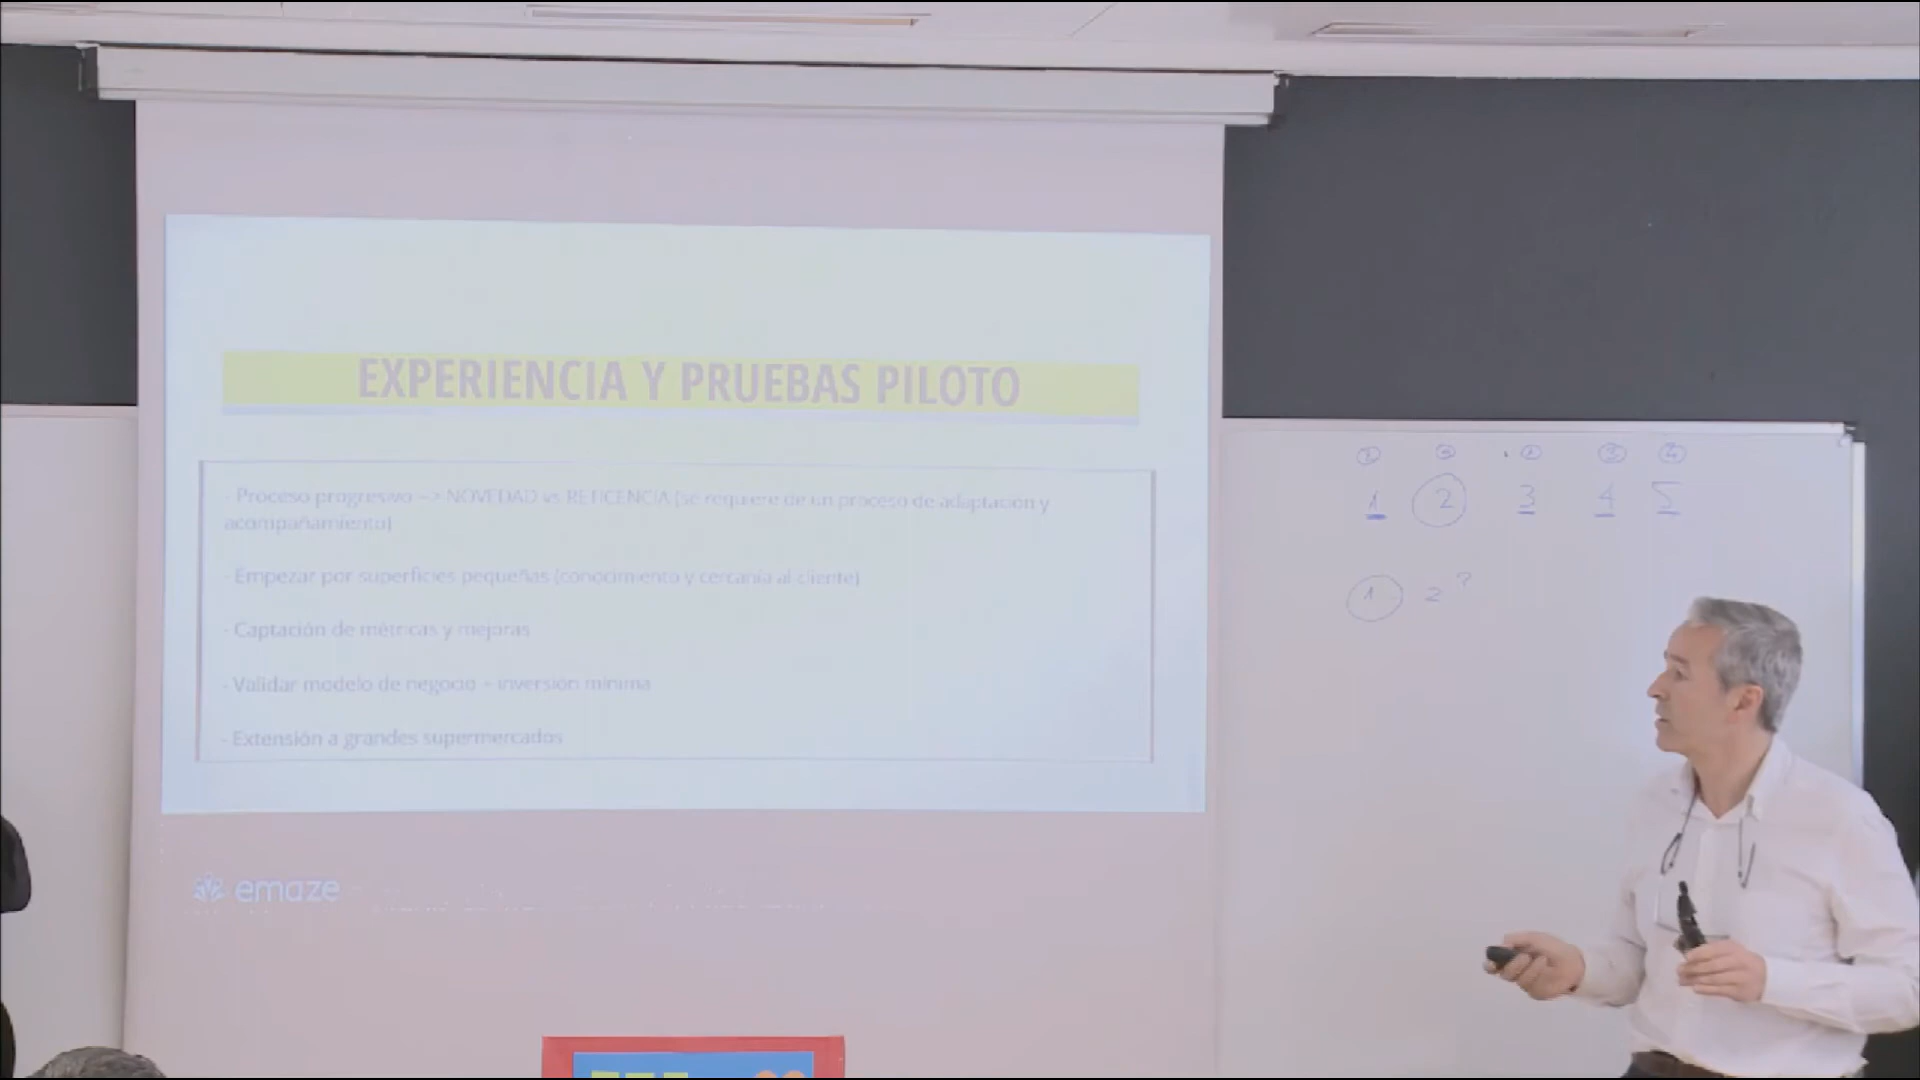 EXPERIENCIA Y PRUEBAS PILOTO
- Proceso progresivo --> NOVEDAD vs RETICENCIA (se requiere de un proceso de adaptación y
acompañamiento)
- Empezar por superficies pequeñas (conocimiento y cercanía al cliente)
- Captación de métricas y mejoras
- Validar modelo de negocio - inversión mínima
- Extensión a grandes supermercados
emaze
1 2 3 4 5
1 2 ?